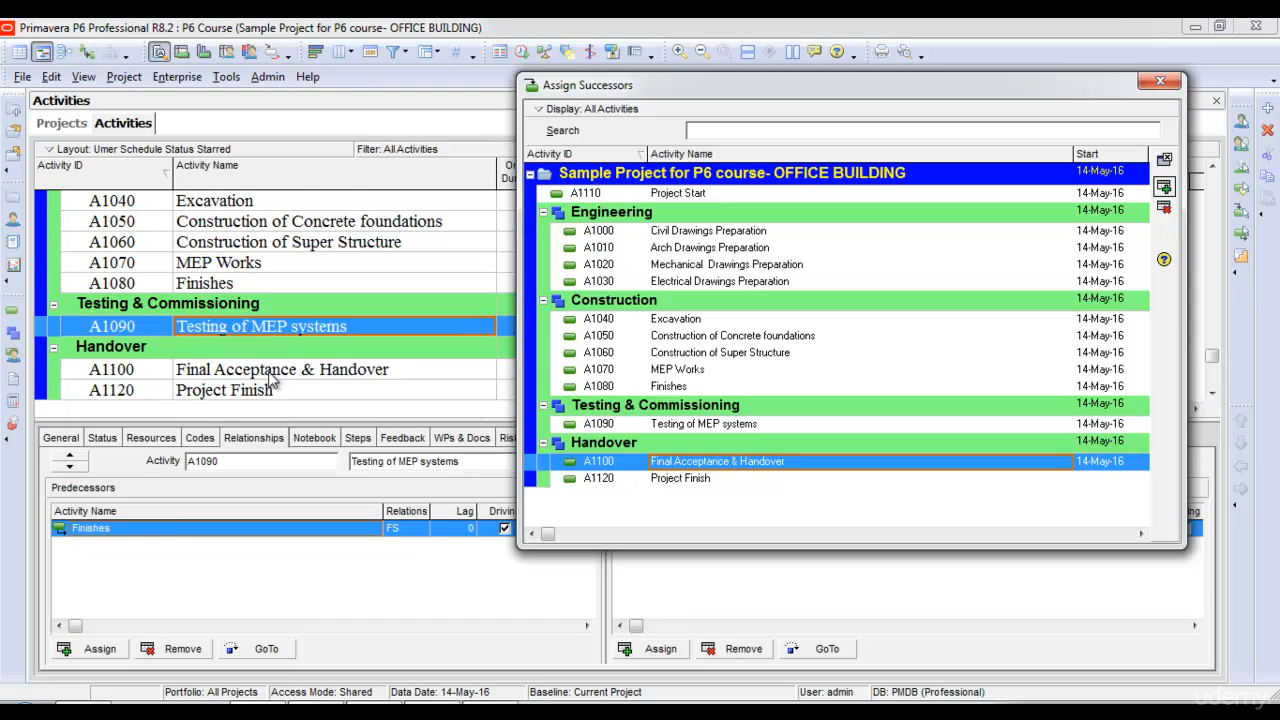 Primavera P6 Professional R8.2 : P6 Course (Sample Project for P6 course- OFFICE BUILDING)
File Edit View Project Enterprise Tools Admin Help
Activities
Projects Activities
Layout: Umer Schedule Status Starred Filter: All Activities
Activity ID Activity Name
A1040 Excavation
A1050 Construction of Concrete foundations
A1060 Construction of Super Structure
A1070 MEP Works
A1080 Finishes
Testing & Commissioning
A1090 Testing of MEP systems
Handover
A1100 Final Acceptance & Handover
A1120 Project Finish
General Status Resources Codes Relationships Notebook Steps Feedback WPs & Docs
Activity A1090 Testing of MEP systems
Predecessors
Activity Name Relations Lag
Finishes FS 0
Assign Remove GoTo
Assign Remove GoTo
Assign Successors
Display: All Activities
Search
Activity ID Activity Name Start
Sample Project for P6 course- OFFICE BUILDING 14-May-16
A1110 Project Start 14-May-16
Engineering 14-May-16
A1000 Civil Drawings Preparation 14-May-16
A1010 Arch Drawings Preparation 14-May-16
A1020 Mechanical Drawings Preparation 14-May-16
A1030 Electrical Drawings Preparation 14-May-16
Construction 14-May-16
A1040 Excavation 14-May-16
A1050 Construction of Concrete foundations 14-May-16
A1060 Construction of Super Structure 14-May-16
A1070 MEP Works 14-May-16
A1080 Finishes 14-May-16
Testing & Commissioning 14-May-16
A1090 Testing of MEP systems 14-May-16
Handover 14-May-16
A1100 Final Acceptance & Handover 14-May-16
A1120 Project Finish
Portfolio: All Projects Access Mode: Shared Data Date: 14-May-16 Baseline: Current Project User: admin DB: PMDB (Professional)
udemy